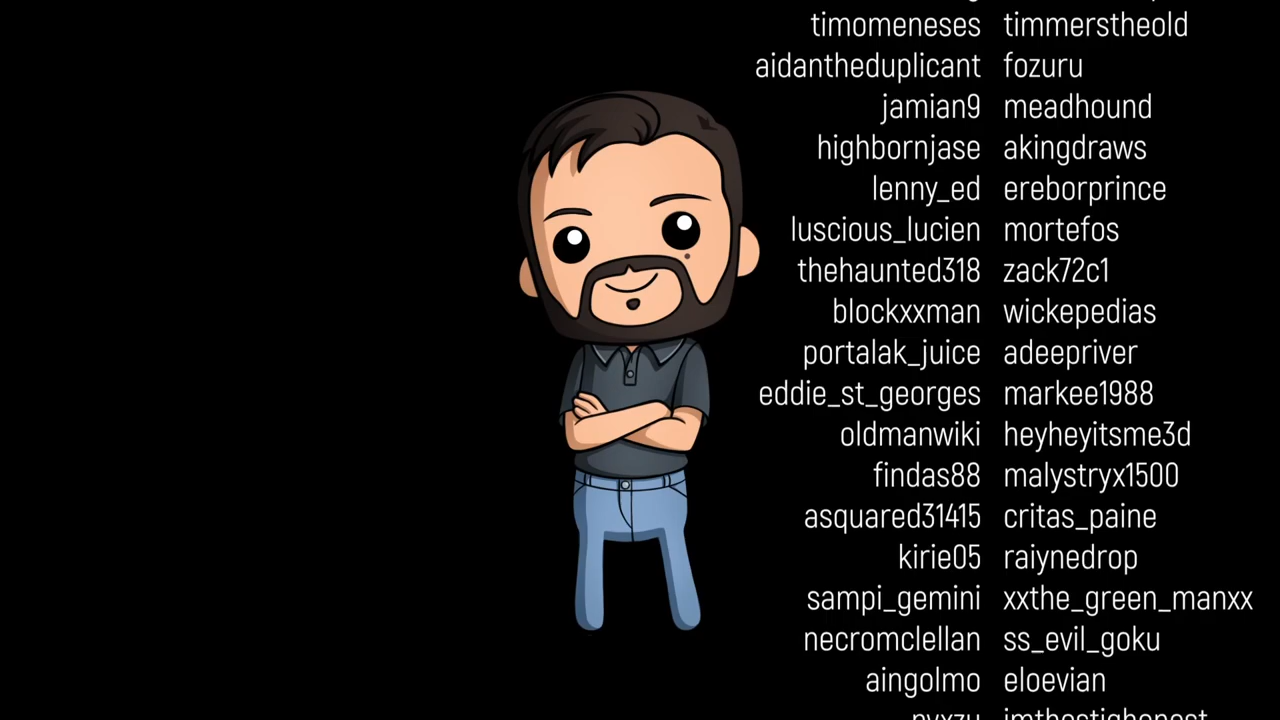 timomeneses timmerstheold
aidantheduplicant fozuru
jamian9 meadhound
highbornjase akingdraws
lenny_ed ereborprince
luscious_lucien mortefos
thehaunted318 zack72c1
blockxxman wickepedias
portalak_juice adeepriver
eddie_st_georges markee1988
oldmanwiki heyheyitsme3d
findas88 malystryx1500
asquared31415 critas_paine
kirie05 raiynedrop
sampi_gemini xxthe_green_manxx
necromclellan ss_evil_goku
aingolmo eloevian